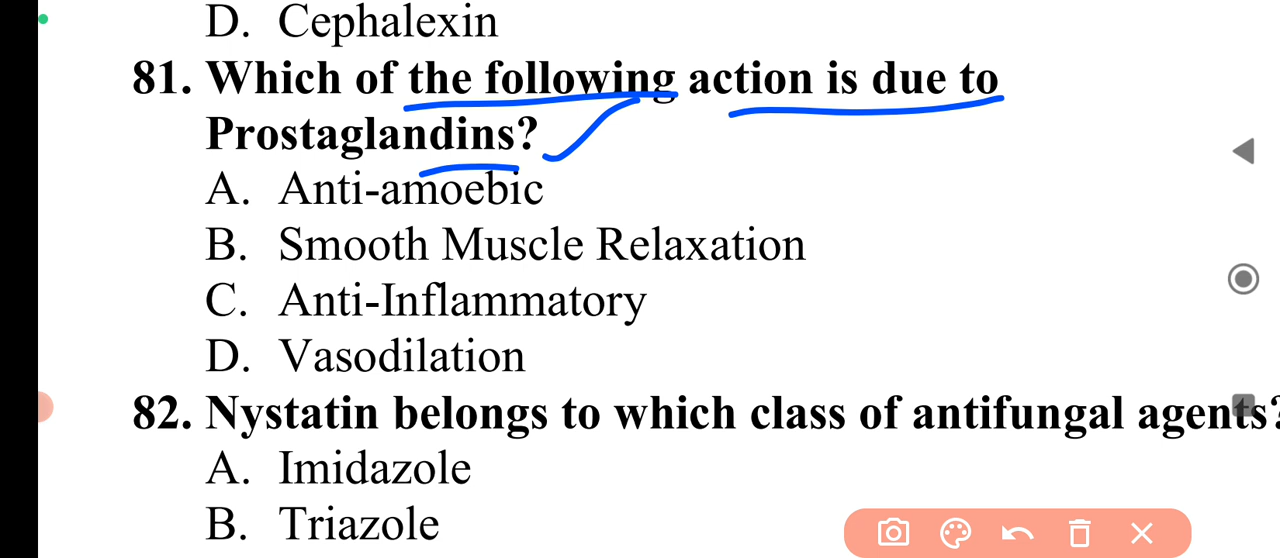 D. Cephalexin
81. Which of the following action is due to
Prostaglandins?
A. Anti-amoebic
B. Smooth Muscle Relaxation
C. Anti-Inflammatory
D. Vasodilation
82. Nystatin belongs to which class of antifungal agents?
A. Imidazole
B. Triazole